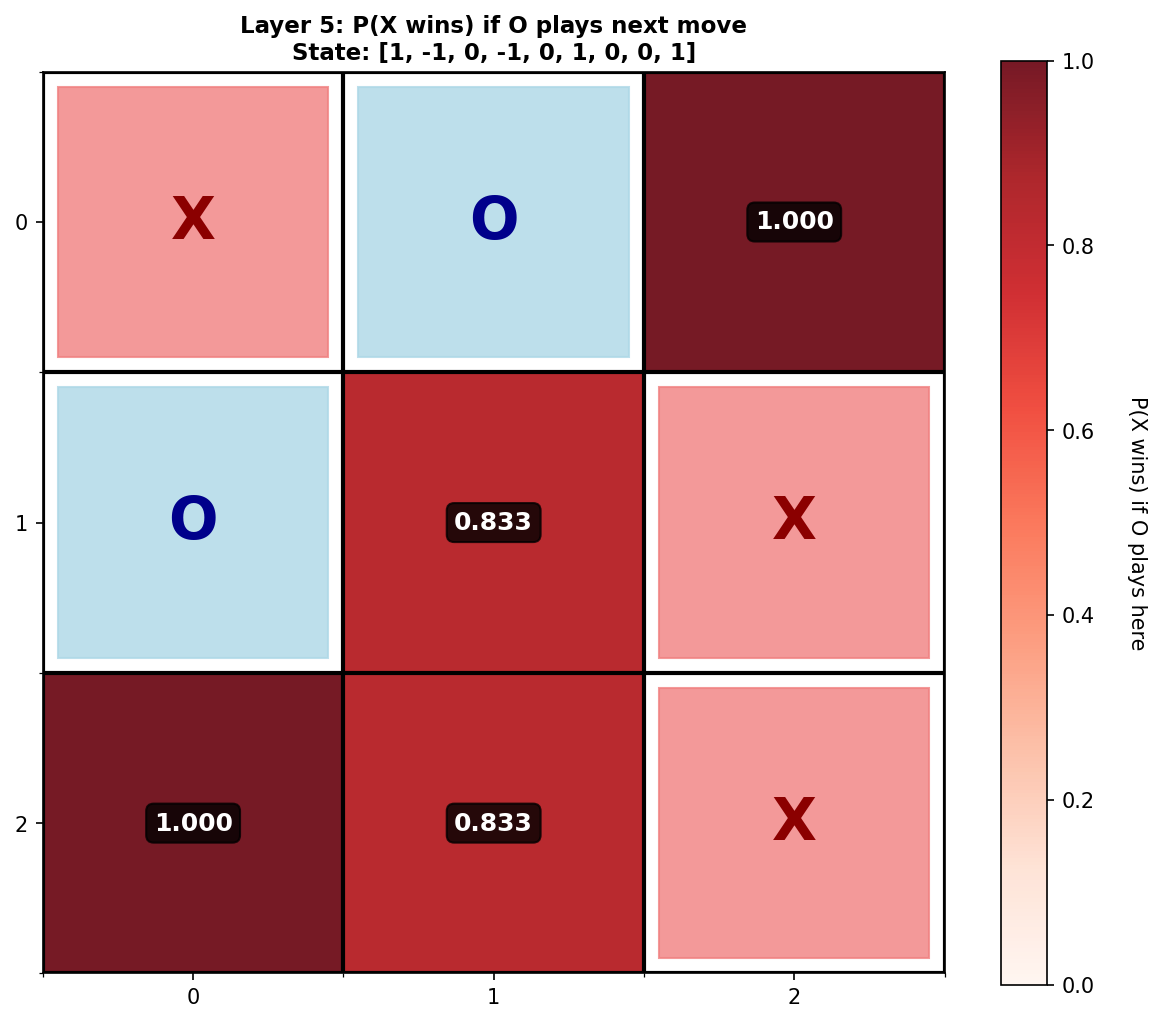 Layer 5: P(X wins) if O plays next move
State: [1, -1, 0, -1, 0, 1, 0, 0, 1]
0
X
O
1.000
1
O
0.833
X
2
1.000
0.833
X
0
1
2
1.0
0.8
0.6
0.4
0.2
0.0
P(X wins) if O plays here